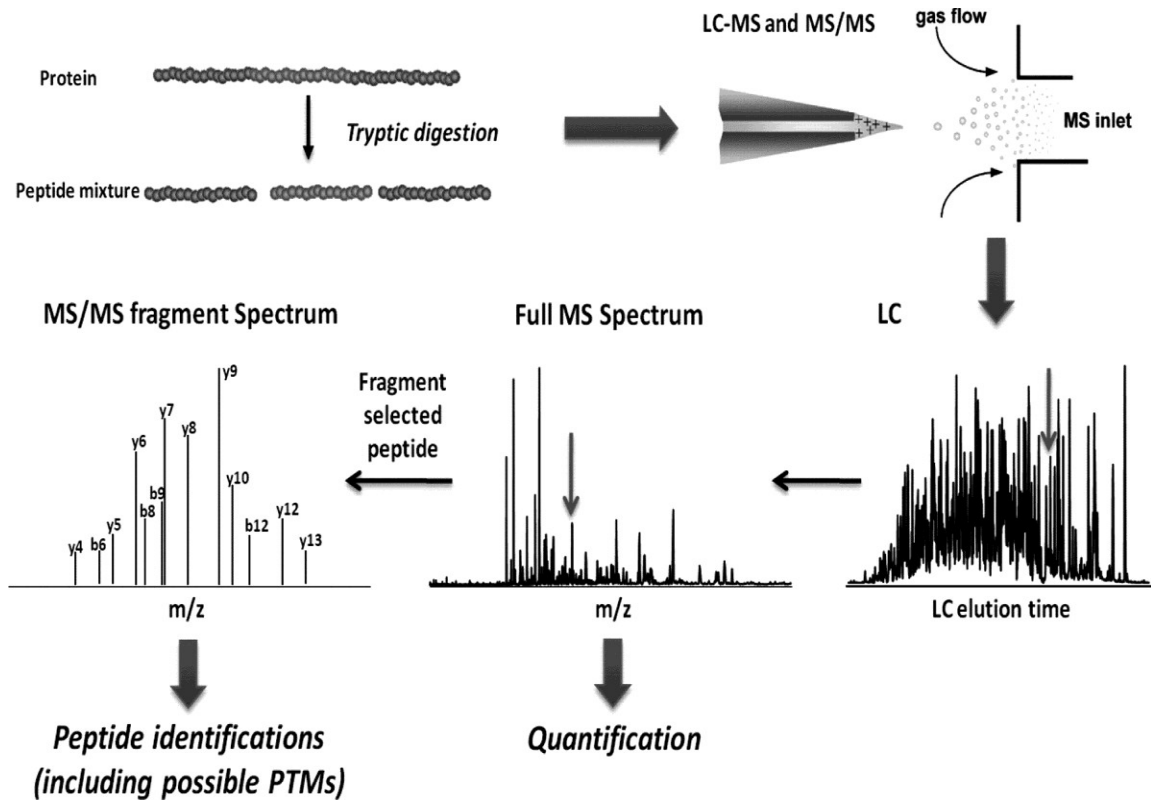 LC-MS and MS/MS
gas flow
Protein
Tryptic digestion
MS inlet
Peptide mixture
+ + + + + + +
MS/MS fragment Spectrum
Full MS Spectrum
LC
y9
Fragment
selected
peptide
y7
y8
y6
b9
y10
b8
y5
b12
y12
y4
b6
y13
m/z
m/z
LC elution time
Peptide identifications
(including possible PTMs)
Quantification